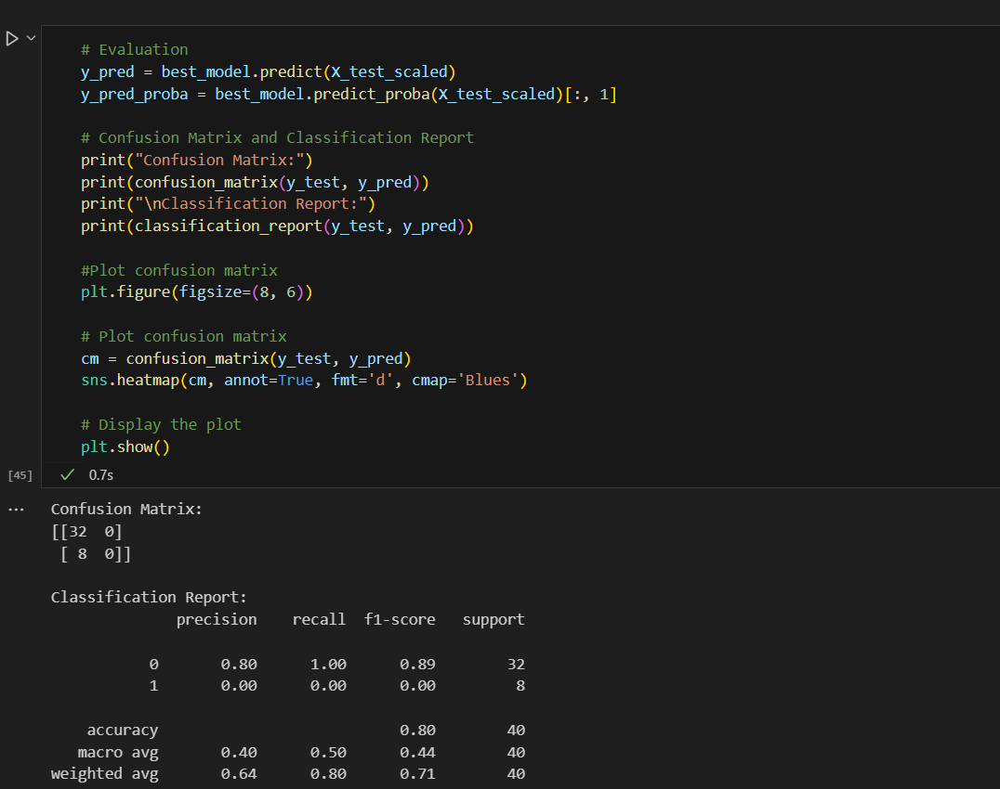 # Evaluation
y_pred = best_model.predict(X_test_scaled)
y_pred_proba = best_model.predict_proba(X_test_scaled)[:, 1]
# Confusion Matrix and Classification Report
print("Confusion Matrix:")
print(confusion_matrix(y_test, y_pred))
print("\nClassification Report:")
print(classification_report(y_test, y_pred))
#Plot confusion matrix
plt.figure(figsize=(8, 6))
# Plot confusion matrix
cm = confusion_matrix(y_test, y_pred)
sns.heatmap(cm, annot=True, fmt='d', cmap='Blues')
# Display the plot
plt.show()
[45] 0.7s
Confusion Matrix:
[[32  0]
 [ 8  0]]
Classification Report:
              precision    recall  f1-score   support
           0       0.80      1.00      0.89        32
           1       0.00      0.00      0.00         8
    accuracy                           0.80        40
   macro avg       0.40      0.50      0.44        40
weighted avg       0.64      0.80      0.71        40